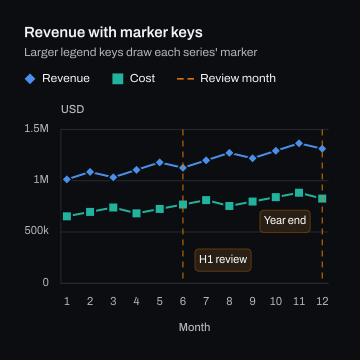 Revenue with marker keys
Larger legend keys draw each series' marker
Revenue Cost Review month
USD
1.5M
1M
500k
0
Year end
H1 review
1 2 3 4 5 6 7 8 9 10 11 12
Month